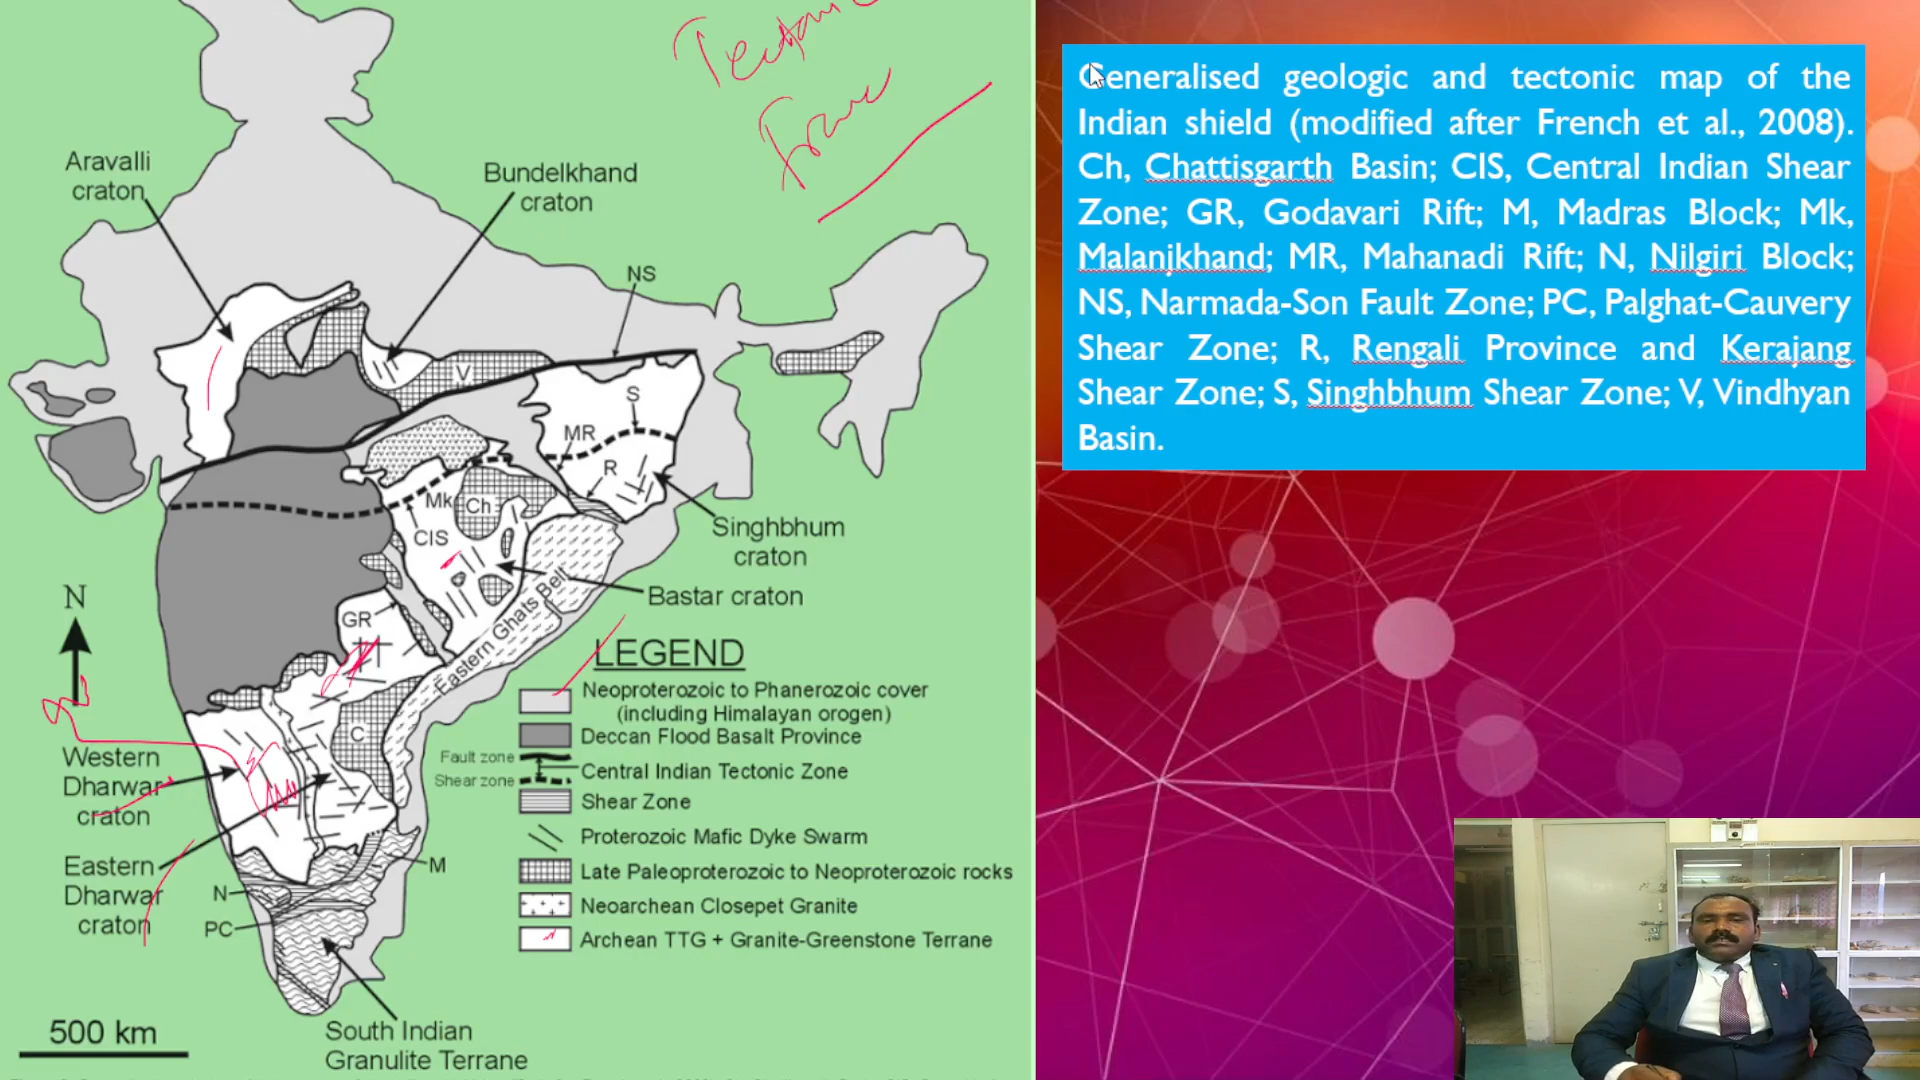 Tectonic
Frame
Aravalli
craton
Bundelkhand
craton
NS
V
S
MR
R
Mk
Ch
CIS
Singhbhum
craton
Bastar craton
Eastern Ghats Belt
GR
N
C
Western
Dharwar
craton
Eastern
Dharwar
craton
M
N
PC
South Indian
Granulite Terrane
500 km
LEGEND
Neoproterozoic to Phanerozoic cover
(including Himalayan orogen)
Deccan Flood Basalt Province
Fault zone
Central Indian Tectonic Zone
Shear zone
Shear Zone
Proterozoic Mafic Dyke Swarm
Late Paleoproterozoic to Neoproterozoic rocks
Neoarchean Closepet Granite
Archean TTG + Granite-Greenstone Terrane
Generalised geologic and tectonic map of the
Indian shield (modified after French et al., 2008).
Ch, Chattisgarth Basin; CIS, Central Indian Shear
Zone; GR, Godavari Rift; M, Madras Block; Mk,
Malanjkhand; MR, Mahanadi Rift; N, Nilgiri Block;
NS, Narmada-Son Fault Zone; PC, Palghat-Cauvery
Shear Zone; R, Rengali Province and Kerajang
Shear Zone; S, Singhbhum Shear Zone; V, Vindhyan
Basin.